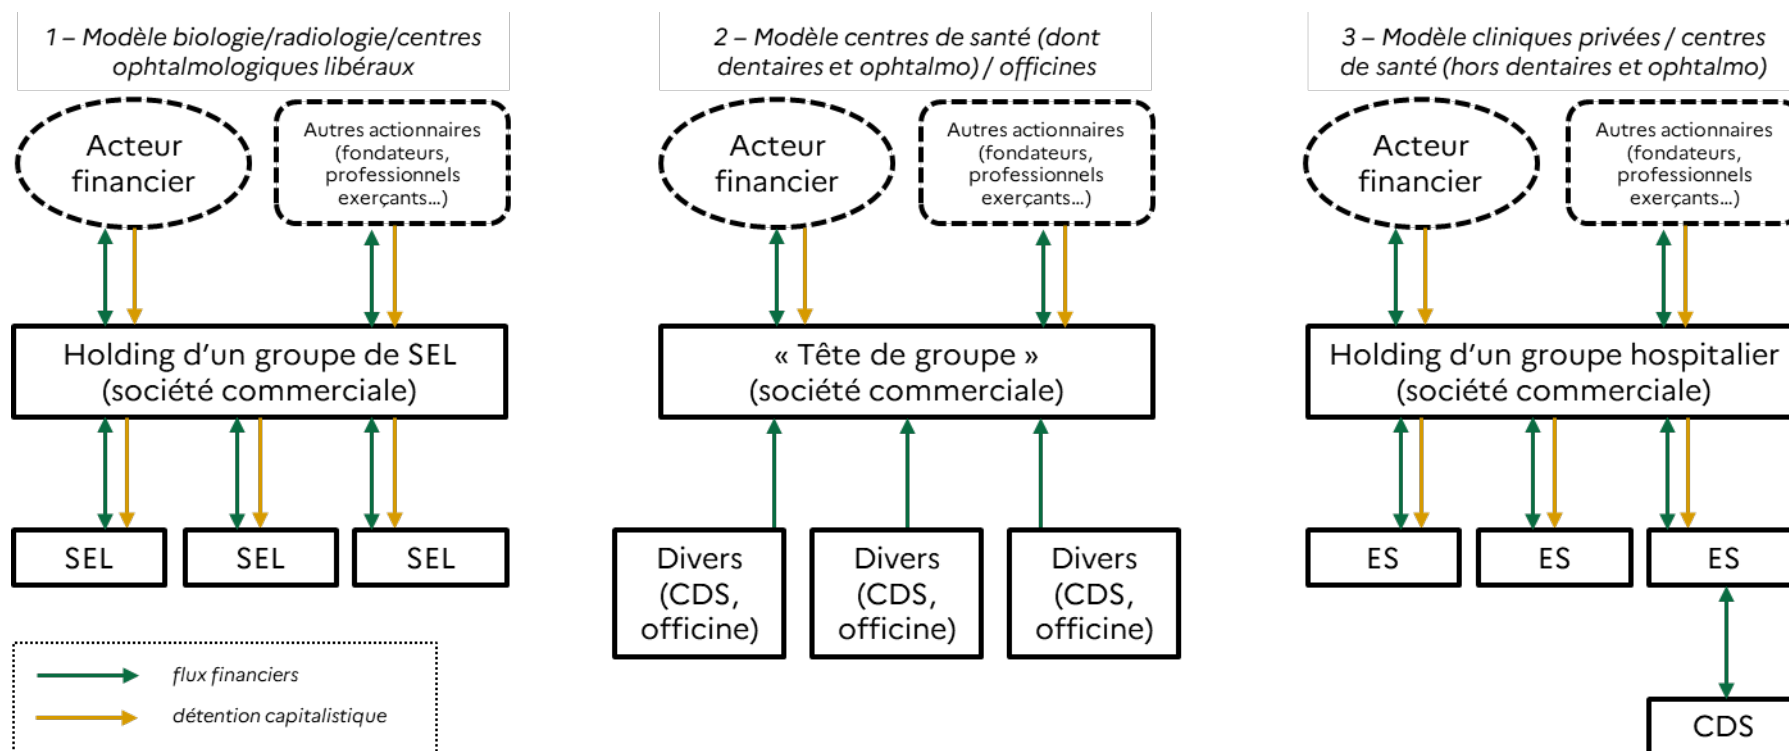 1 – Modèle biologie/radiologie/centres
ophtalmologiques libéraux
Acteur
financier
Autres actionnaires
(fondateurs,
professionnels
exerçants…)
Holding d’un groupe de SEL
(société commerciale)
SEL
SEL
SEL
flux financiers
détention capitalistique
2 – Modèle centres de santé (dont
dentaires et ophtalmo) / officines
Acteur
financier
Autres actionnaires
(fondateurs,
professionnels
exerçants…)
« Tête de groupe »
(société commerciale)
Divers
(CDS,
officine)
Divers
(CDS,
officine)
Divers
(CDS,
officine)
3 – Modèle cliniques privées / centres
de santé (hors dentaires et ophtalmo)
Acteur
financier
Autres actionnaires
(fondateurs,
professionnels
exerçants…)
Holding d’un groupe hospitalier
(société commerciale)
ES
ES
ES
CDS